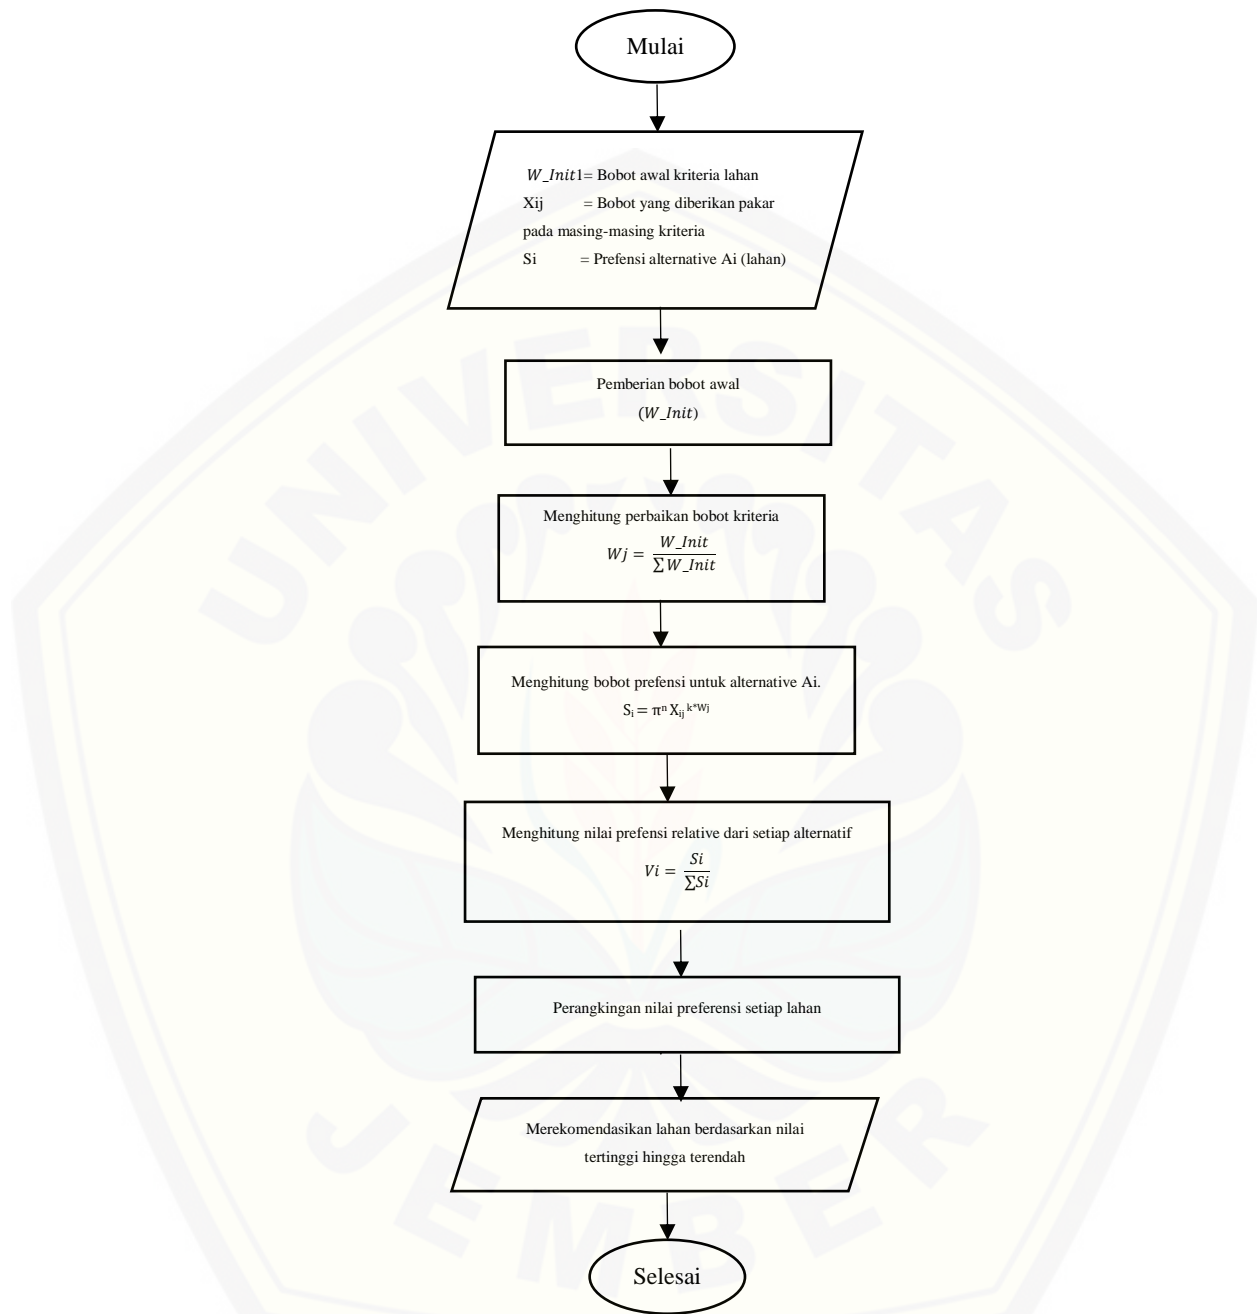 Mulai
W_Init1= Bobot awal kriteria lahan
Xij = Bobot yang diberikan pakar
pada masing-masing kriteria
Si = Prefensi alternative Ai (lahan)
Pemberian bobot awal
(W_Init)
Menghitung perbaikan bobot kriteria
Wj = W_Init / ∑ W_Init
Menghitung bobot prefensi untuk alternative Ai.
Sᵢ = πⁿ Xᵢⱼ ᵏ*ᵂʲ
Menghitung nilai prefensi relative dari setiap alternatif
Vi = Si / ∑Si
Perangkingan nilai preferensi setiap lahan
Merekomendasikan lahan berdasarkan nilai
tertinggi hingga terendah
Selesai
UNIVERSITAS
JEMBER